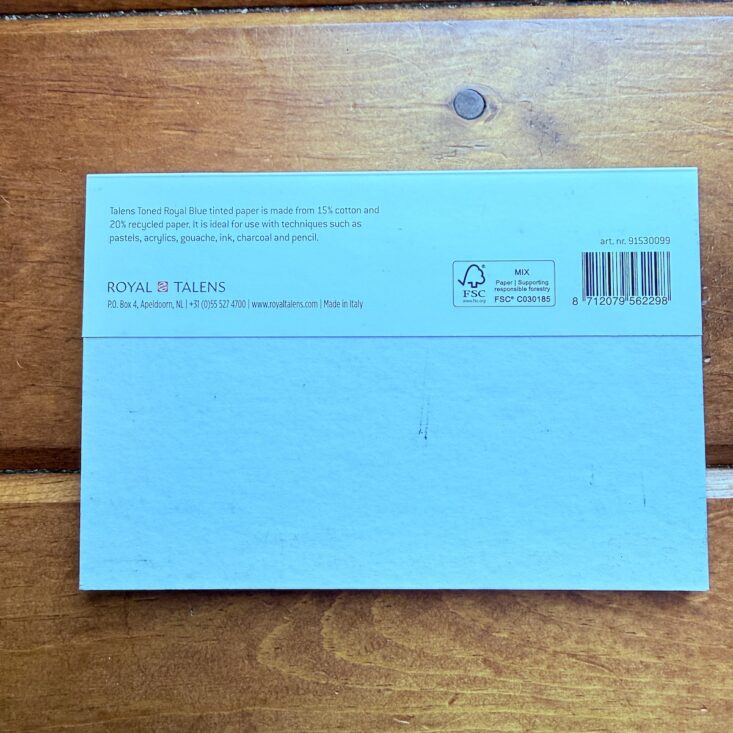 Talens Toned Royal Blue tinted paper is made from 15% cotton and
20% recycled paper. It is ideal for use with techniques such as
pastels, acrylics, gouache, ink, charcoal and pencil.
ROYAL TALENS
P.O. Box 4, Apeldoorn, NL | +31 (0)55 527 4700 | www.royaltalens.com | Made in Italy
FSC
www.fsc.org
MIX
Paper | Supporting
responsible forestry
FSC® C030185
art. nr. 91530099
8 712079 562298